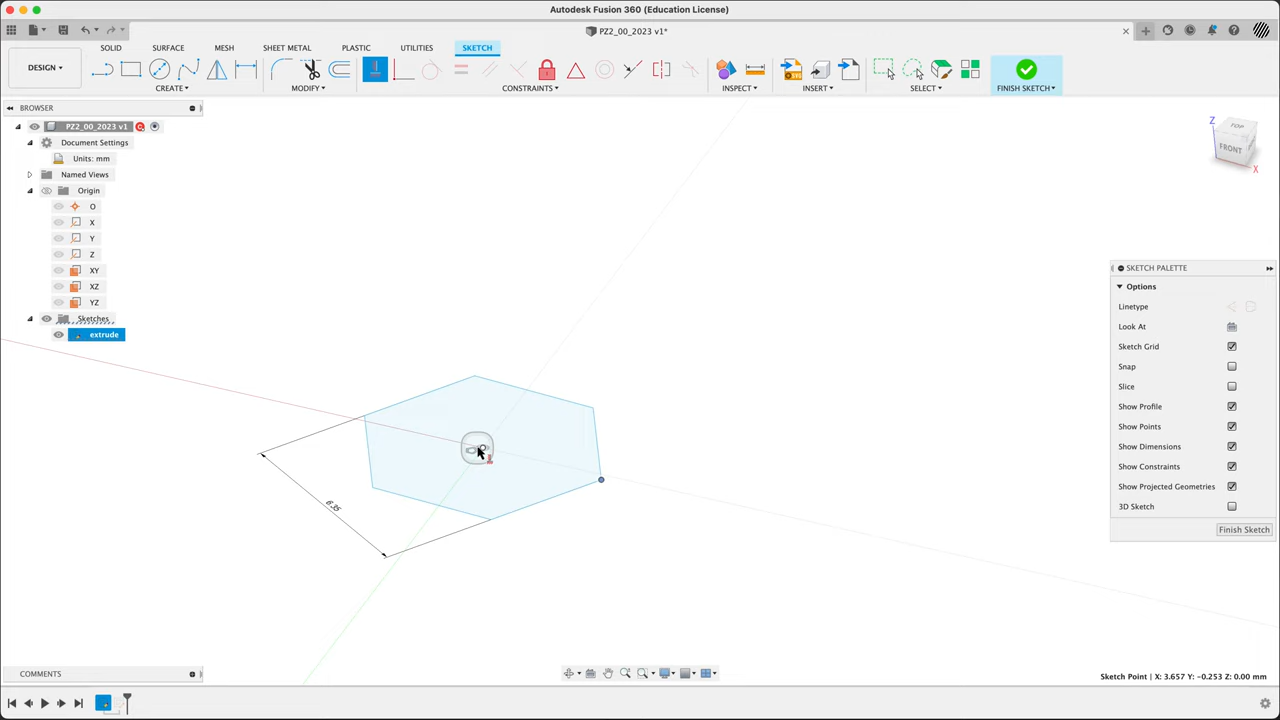 Autodesk Fusion 360 (Education License)
PZ2_00_2023 v1*
SOLID SURFACE MESH SHEET METAL PLASTIC UTILITIES SKETCH
DESIGN
CREATE MODIFY CONSTRAINTS INSPECT INSERT SELECT FINISH SKETCH
BROWSER
PZ2_00_2023 v1
Document Settings
Units: mm
Named Views
Origin
O
X
Y
Z
XY
XZ
YZ
Sketches
extrude
Z
TOP
FRONT
X
6.35
SKETCH PALETTE
Options
Linetype
Look At
Sketch Grid
Snap
Slice
Show Profile
Show Points
Show Dimensions
Show Constraints
Show Projected Geometries
3D Sketch
Finish Sketch
COMMENTS
Sketch Point | X: 3.657 Y: -0.253 Z: 0.00 mm